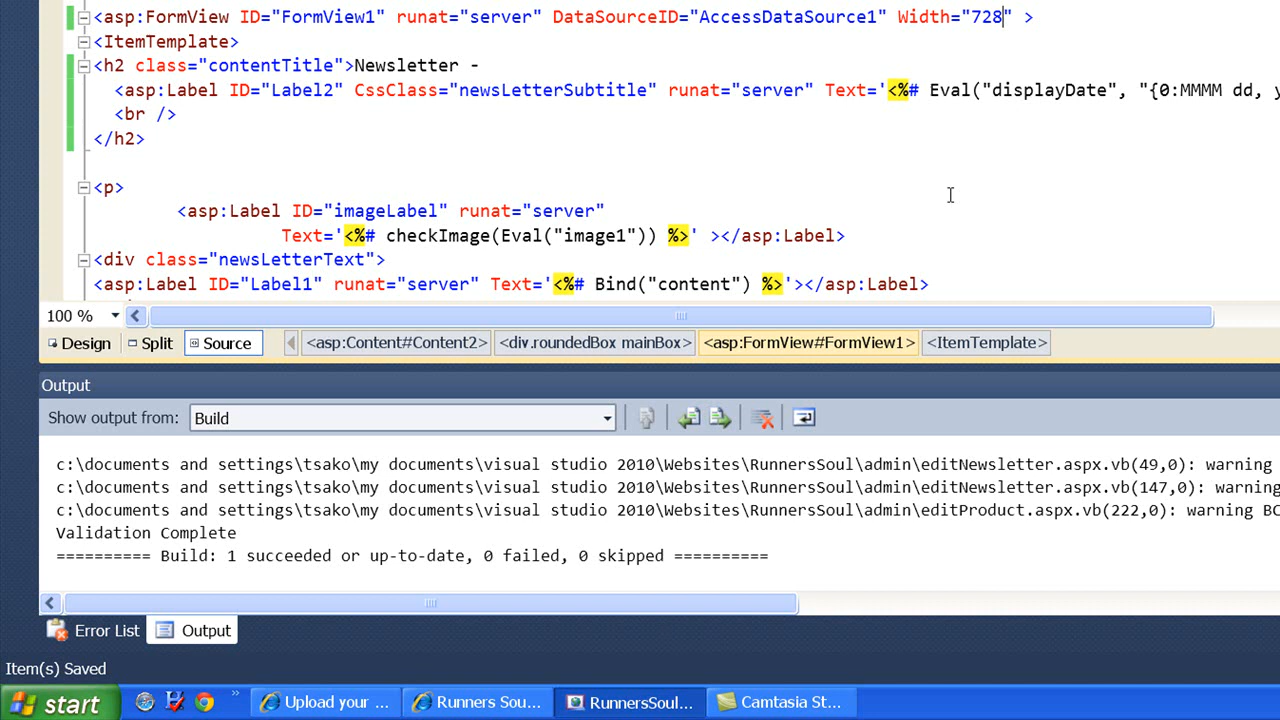 <asp:FormView ID="FormView1" runat="server" DataSourceID="AccessDataSource1" Width="728" >
<ItemTemplate>
<h2 class="contentTitle">Newsletter -
<asp:Label ID="Label2" CssClass="newsLetterSubtitle" runat="server" Text='<%# Eval("displayDate", "{0:MMMM dd, y
<br />
</h2>
<p>
<asp:Label ID="imageLabel" runat="server"
Text='<%# checkImage(Eval("image1")) %>' ></asp:Label>
<div class="newsLetterText">
<asp:Label ID="Label1" runat="server" Text='<%# Bind("content") %>'></asp:Label>
100 %
Design Split Source <asp:Content#Content2> <div.roundedBox mainBox> <asp:FormView#FormView1> <ItemTemplate>
Output
Show output from: Build
c:\documents and settings\tsako\my documents\visual studio 2010\Websites\RunnersSoul\admin\editNewsletter.aspx.vb(49,0): warning
c:\documents and settings\tsako\my documents\visual studio 2010\Websites\RunnersSoul\admin\editNewsletter.aspx.vb(147,0): warning
c:\documents and settings\tsako\my documents\visual studio 2010\Websites\RunnersSoul\admin\editProduct.aspx.vb(222,0): warning BC
Validation Complete
========== Build: 1 succeeded or up-to-date, 0 failed, 0 skipped ==========
Error List Output
Item(s) Saved
start » Upload your ... Runners Sou... RunnersSoul... Camtasia St...